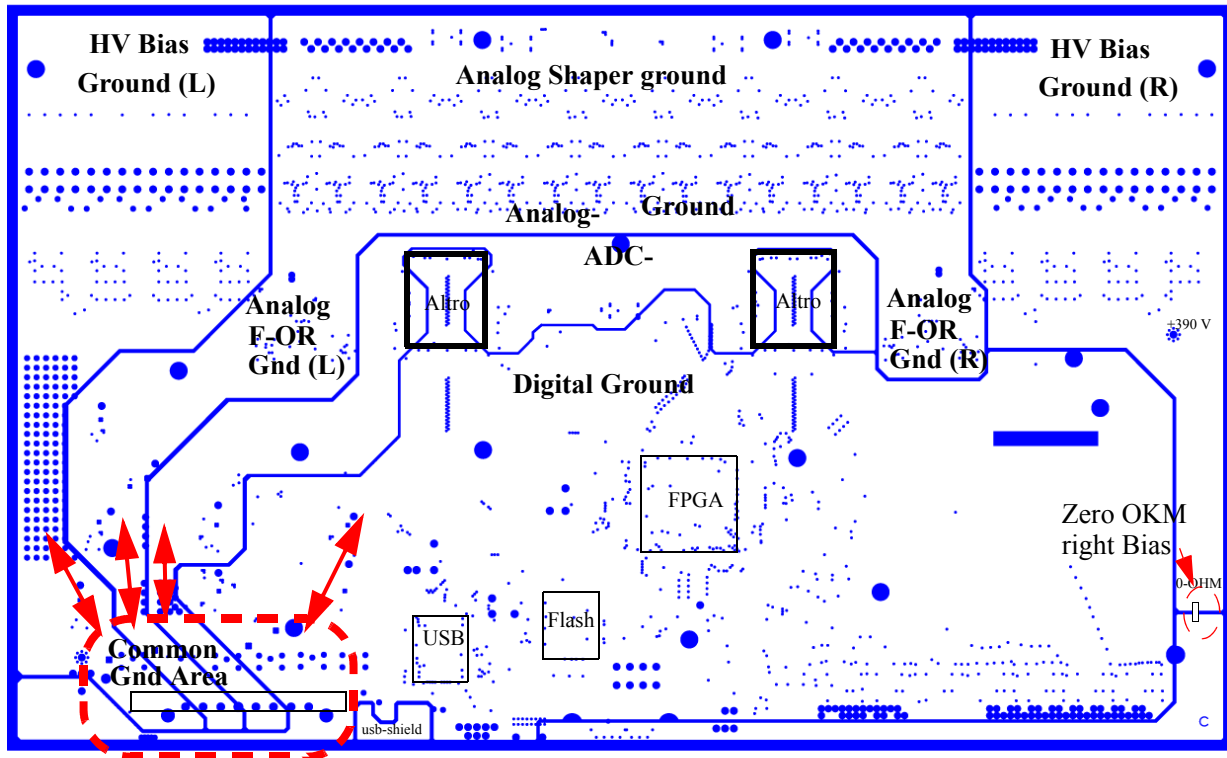 HV Bias
Ground (L)
Analog Shaper ground
HV Bias
Ground (R)
Analog-
Ground
ADC-
Altro
Altro
Analog
F-OR
Gnd (L)
Analog
F-OR
Gnd (R)
+390 V
Digital Ground
FPGA
Zero OKM
right Bias
0-OHM
Flash
USB
Common
Gnd Area
usb-shield
C